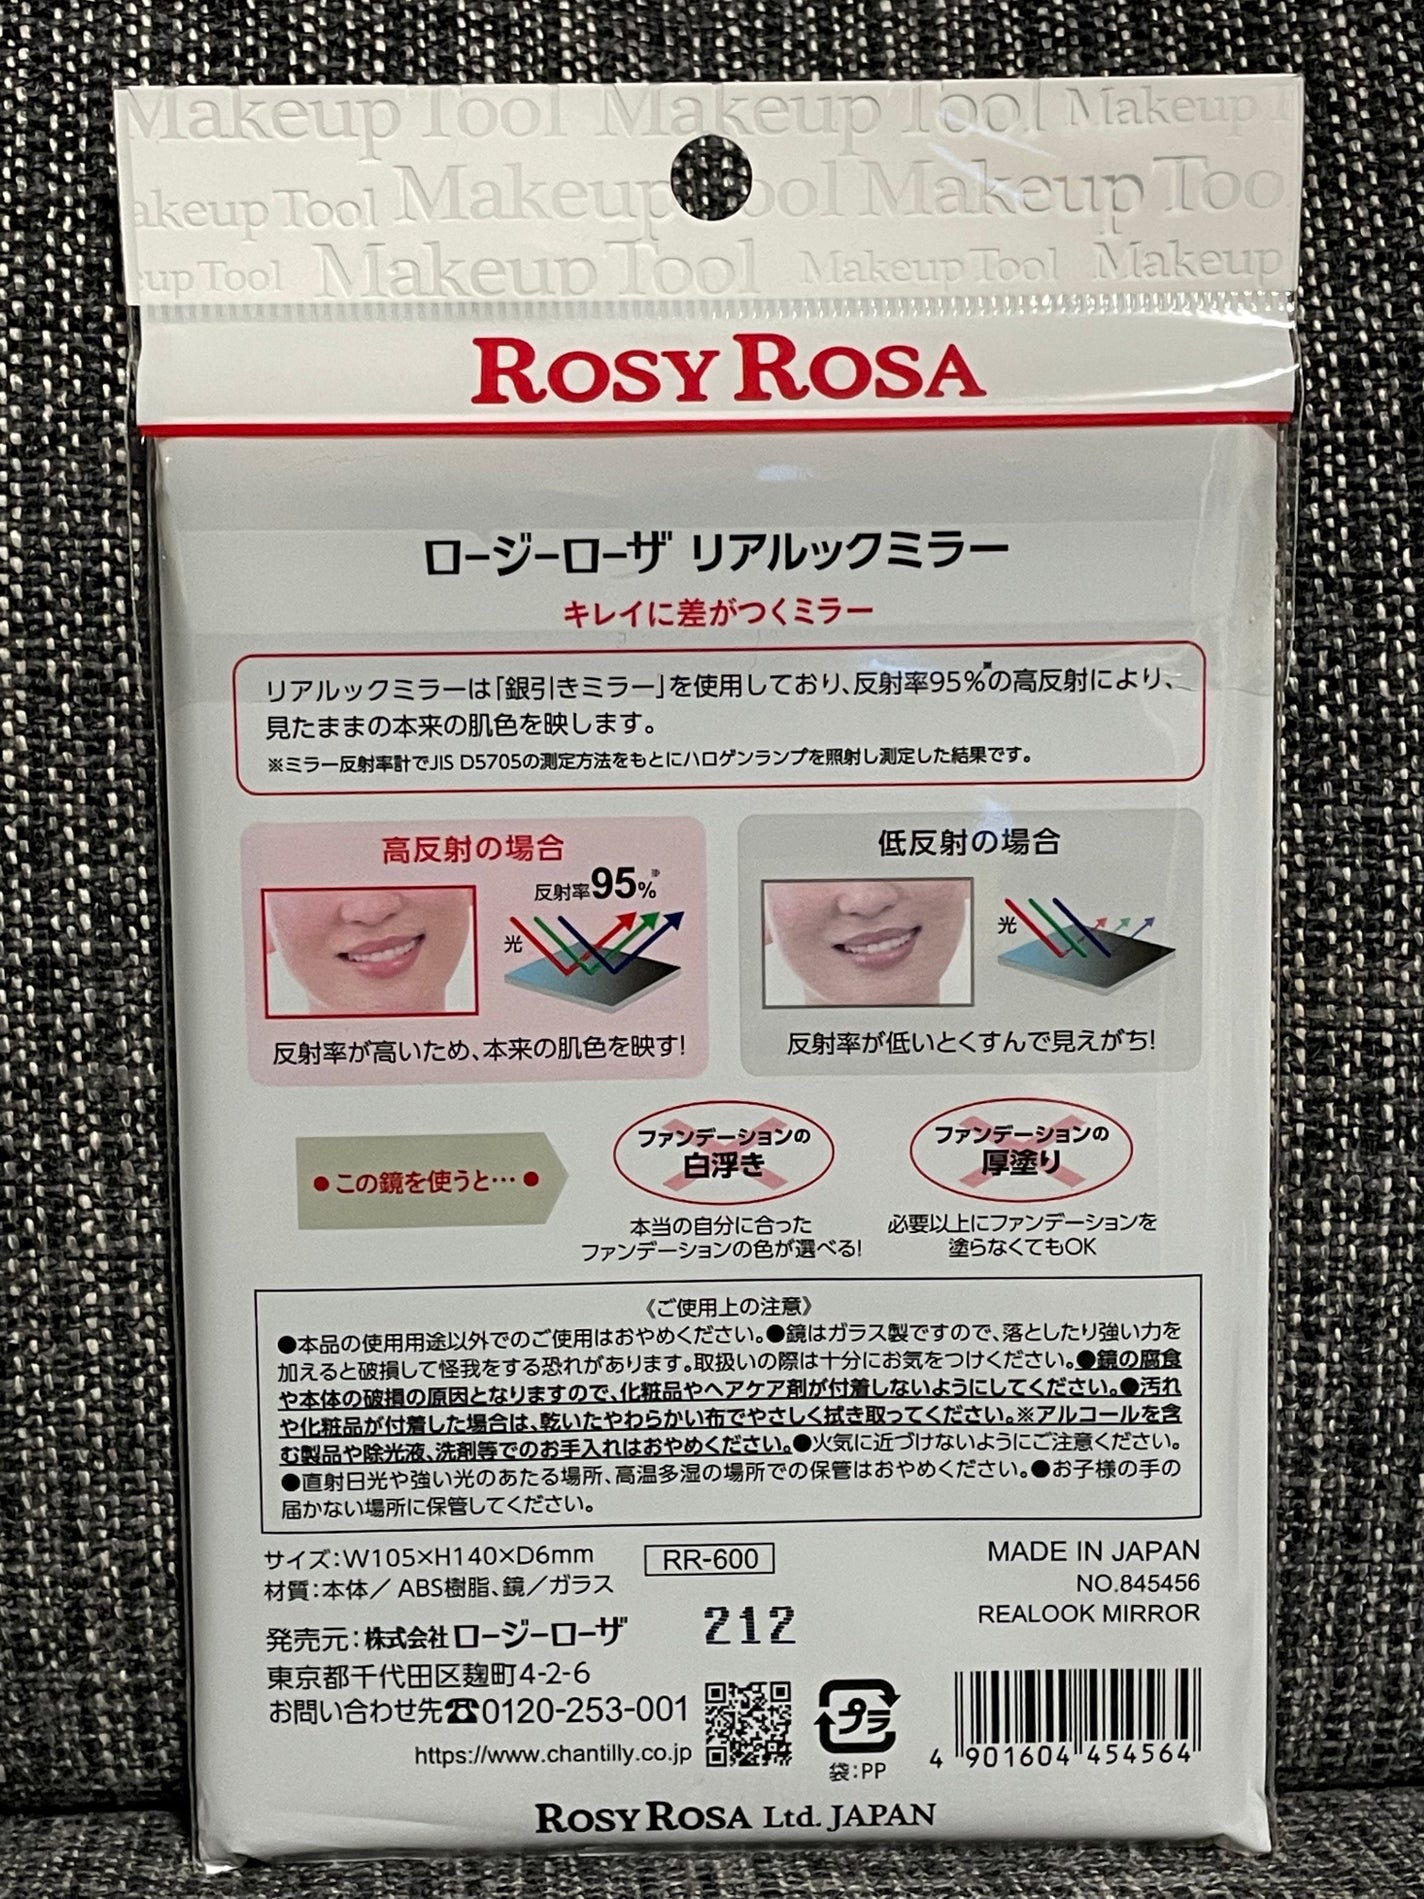 Makeup Tool Makeup Tool Makeup T
akeup Tool Makeup ool Makeup Too
eup Tool Makeup Tool Makeup Tool Makeup
ROSY ROSA
ロージーローザ リアルックミラー
キレイに差がつくミラー
リアルックミラーは「銀引きミラー」を使用しており、反射率95%※の高反射により、
見たままの本来の肌色を映します。
※ミラー反射率計でJIS D5705の測定方法をもとにハロゲンランプを照射し測定した結果です。
高反射の場合
反射率95%※
光
反射率が高いため、本来の肌色を映す!
低反射の場合
光
反射率が低いとくすんで見えがち!
●この鏡を使うと…●
ファンデーションの
白浮き
本当の自分に合った
ファンデーションの色が選べる!
ファンデーションの
厚塗り
必要以上にファンデーションを
塗らなくてもOK
《ご使用上の注意》
●本品の使用用途以外でのご使用はおやめください。●鏡はガラス製ですので、落としたり強い力を
加えると破損して怪我をする恐れがあります。取扱いの際は十分にお気をつけください。●鏡の腐食
や本体の破損の原因となりますので、化粧品やヘアケア剤が付着しないようにしてください。●汚れ
や化粧品が付着した場合は、乾いたやわらかい布でやさしく拭き取ってください。※アルコールを含
む製品や除光液、洗剤等でのお手入れはおやめください。●火気に近づけないようにご注意ください。
●直射日光や強い光のあたる場所、高温多湿の場所での保管はおやめください。●お子様の手の
届かない場所に保管してください。
サイズ:W105×H140×D6mm
材質:本体/ABS樹脂、鏡/ガラス
RR-600
MADE IN JAPAN
NO.845456
REALOOK MIRROR
発売元:株式会社ロージーローザ
212
東京都千代田区麹町4-2-6
お問い合わせ先☎0120-253-001
https://www.chantilly.co.jp
プラ
袋:PP
4 901604 454564
ROSY ROSA Ltd. JAPAN